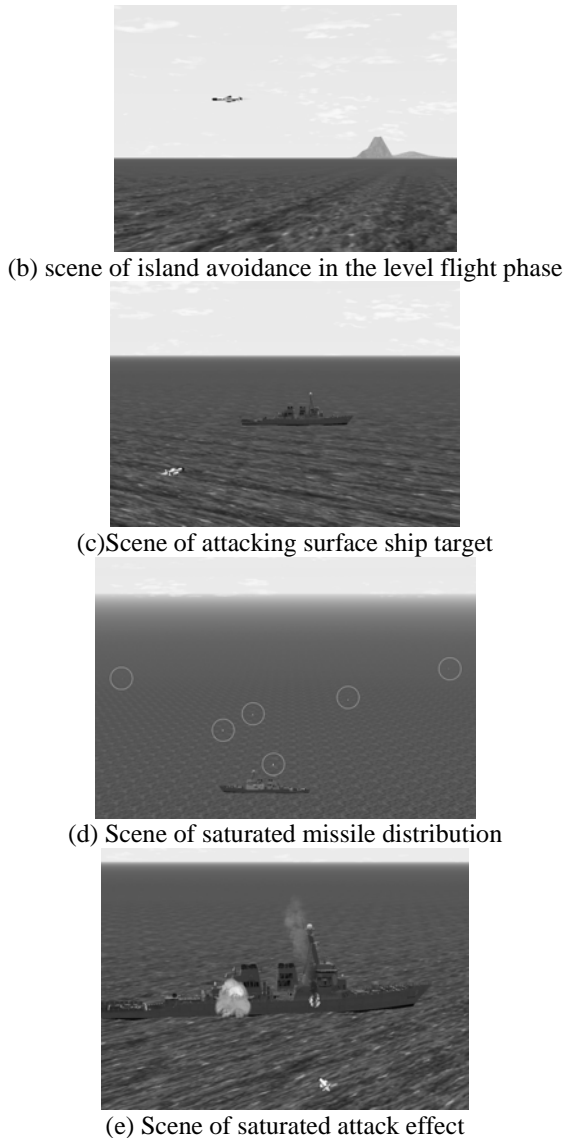 (b) scene of island avoidance in the level flight phase
(c)Scene of attacking surface ship target
(d) Scene of saturated missile distribution
(e) Scene of saturated attack effect